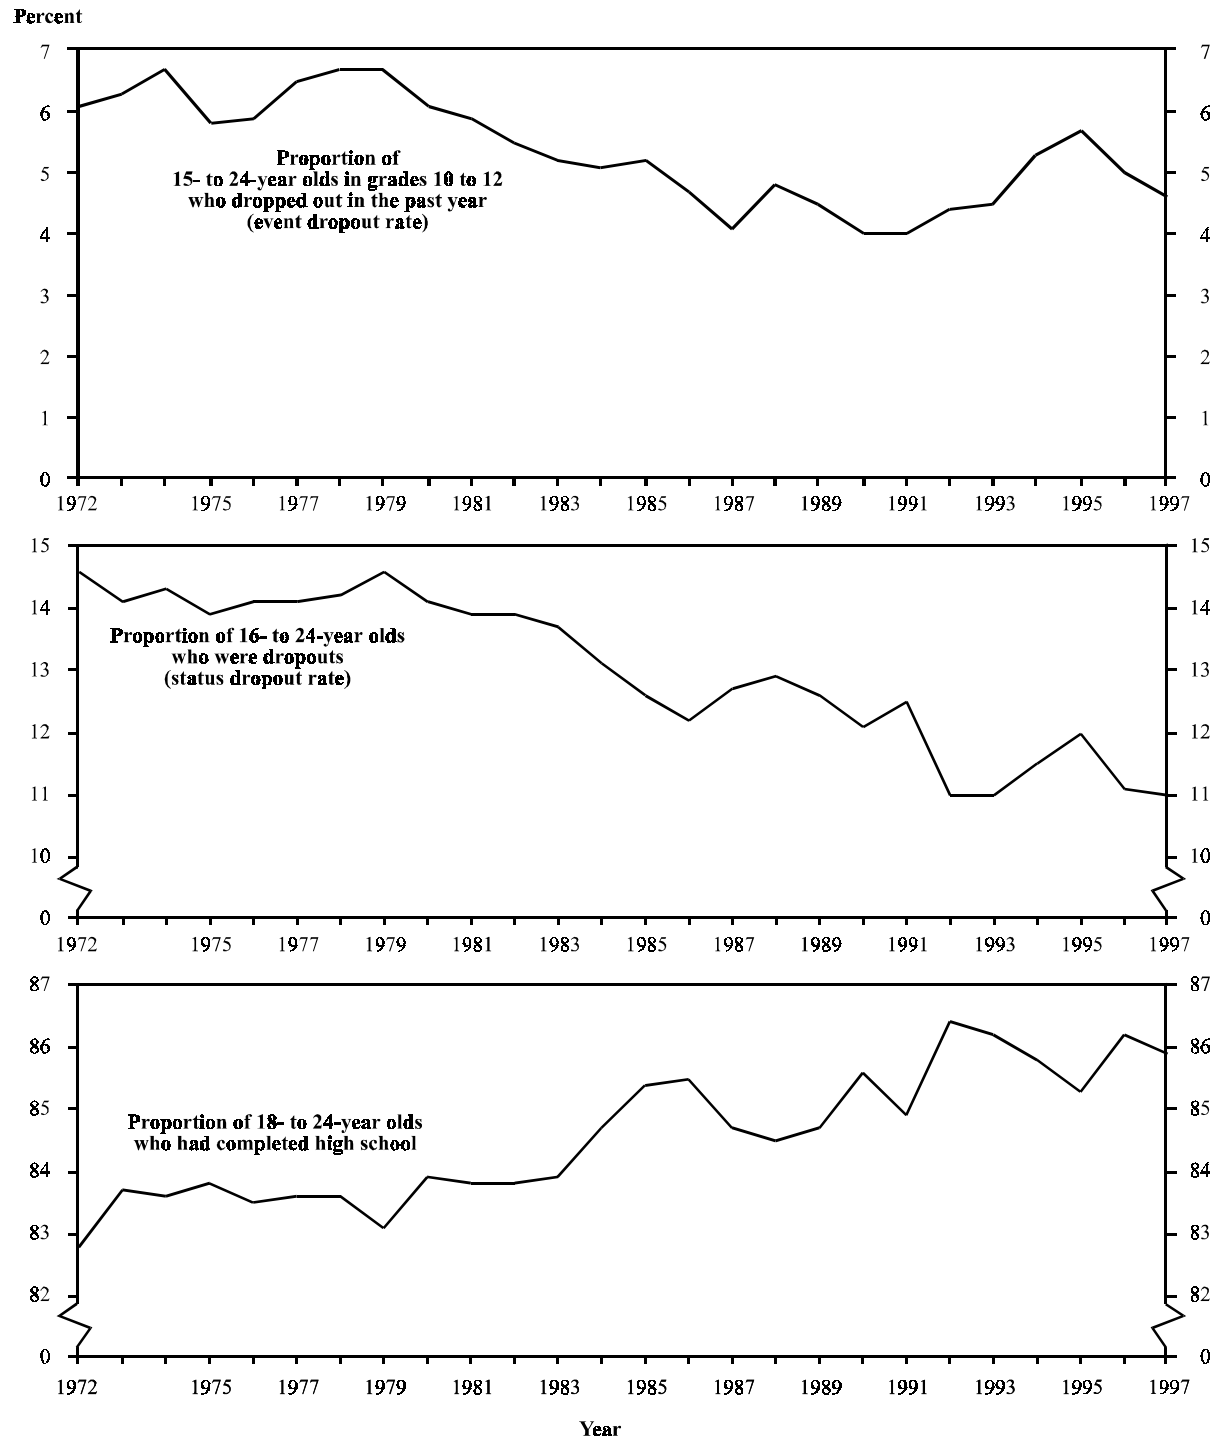 Percent
7 7
6 6
5 5
4 4
3 3
2 2
1 1
0 0
Proportion of
15- to 24-year olds in grades 10 to 12
who dropped out in the past year
(event dropout rate)
1972 1975 1977 1979 1981 1983 1985 1987 1989 1991 1993 1995 1997
15 15
14 14
13 13
12 12
11 11
10 10
0 0
Proportion of 16- to 24-year olds
who were dropouts
(status dropout rate)
1972 1975 1977 1979 1981 1983 1985 1987 1989 1991 1993 1995 1997
87 87
86 86
85 85
84 84
83 83
82 82
0 0
Proportion of 18- to 24-year olds
who had completed high school
1972 1975 1977 1979 1981 1983 1985 1987 1989 1991 1993 1995 1997
Year